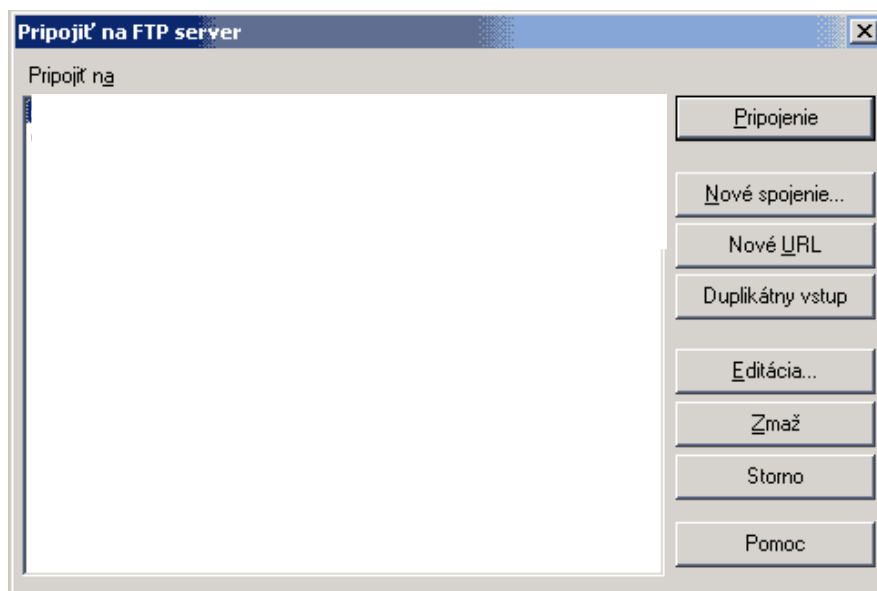 Pripojiť na FTP server
Pripojiť na
Pripojenie
Nové spojenie...
Nové URL
Duplikátny vstup
Editácia...
Zmaž
Storno
Pomoc